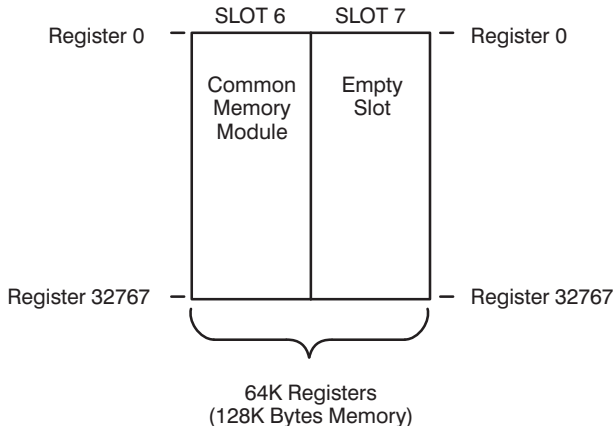 SLOT 6 SLOT 7
Register 0 Register 0
Common Empty
Memory Slot
Module
Register 32767 Register 32767
64K Registers
(128K Bytes Memory)